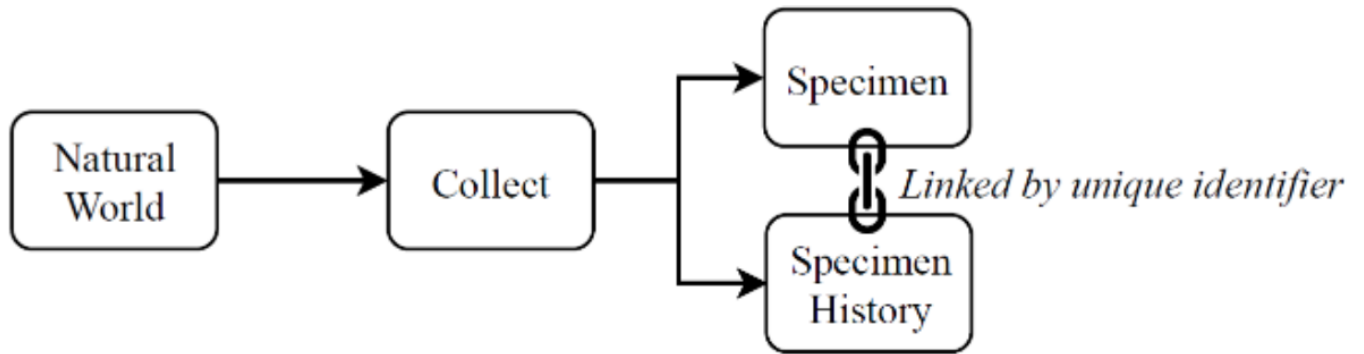 Natural
World
Collect
Specimen
Linked by unique identifier
Specimen
History